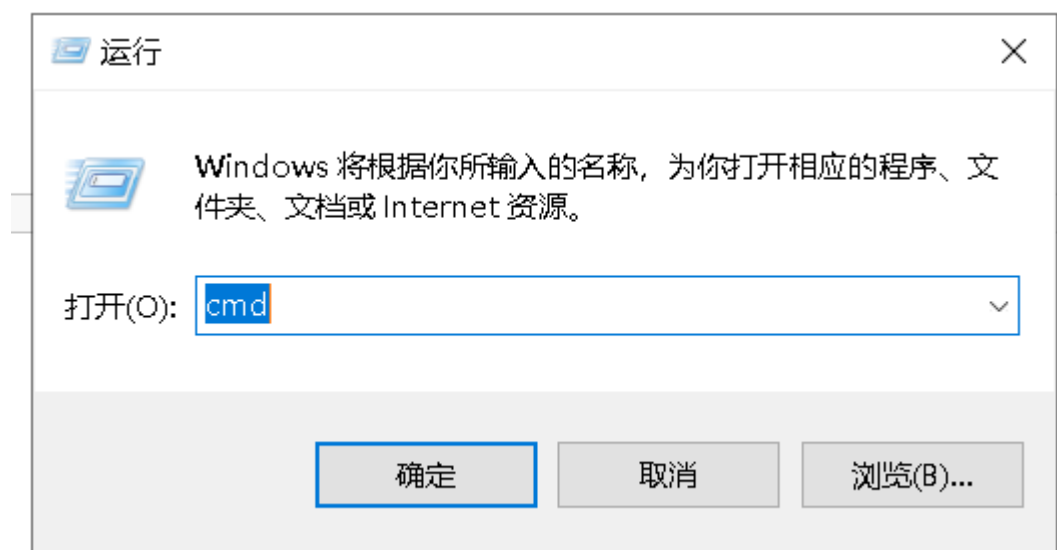 运行
Windows 将根据你所输入的名称，为你打开相应的程序、文
件夹、文档或 Internet 资源。
打开(O): cmd
确定 取消 浏览(B)...